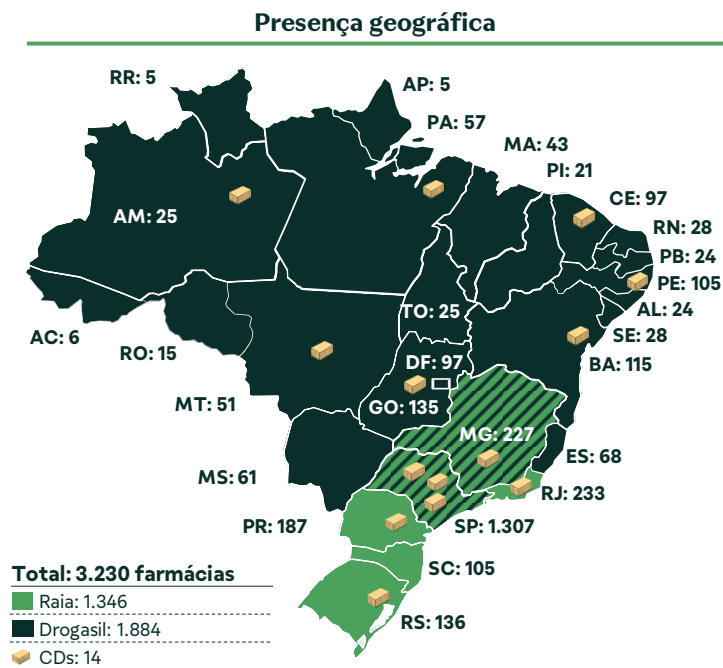 Presença geográfica
RR: 5
AP: 5
PA: 57
MA: 43
PI: 21
CE: 97
RN: 28
PB: 24
PE: 105
AL: 24
SE: 28
BA: 115
AM: 25
TO: 25
AC: 6
RO: 15
DF: 97
GO: 135
MT: 51
MG: 227
ES: 68
RJ: 233
MS: 61
SP: 1.307
PR: 187
SC: 105
RS: 136
Total: 3.230 farmácias
Raia: 1.346
Drogasil: 1.884
CDs: 14